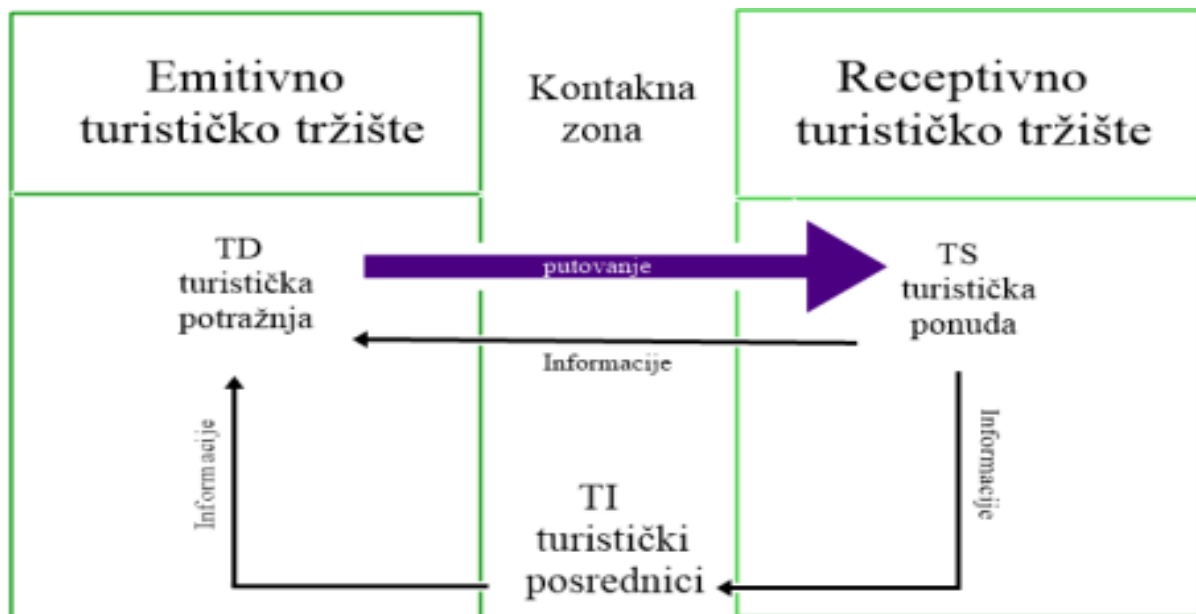 Emitivno
turističko tržište
Kontakna
zona
Receptivno
turističko tržište
TD
turistička
potražnja
putovanje
TS
turistička
ponuda
Informacije
Informacije
Informacije
TI
turistički
posrednici